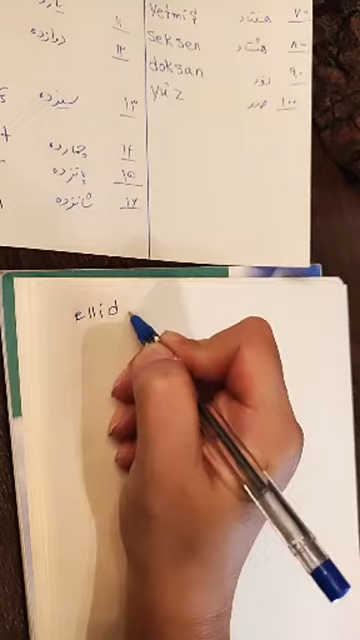 Yetmiş هفتاد ۷۰
seksen هشتاد ۸۰
doksan نود ۹۰
yüz صد ۱۰۰
۱۱
دوازده ۱۲
سیزده ۱۳
چهارده ۱۴
پانزده ۱۵
شانزده ۱۶
ellid